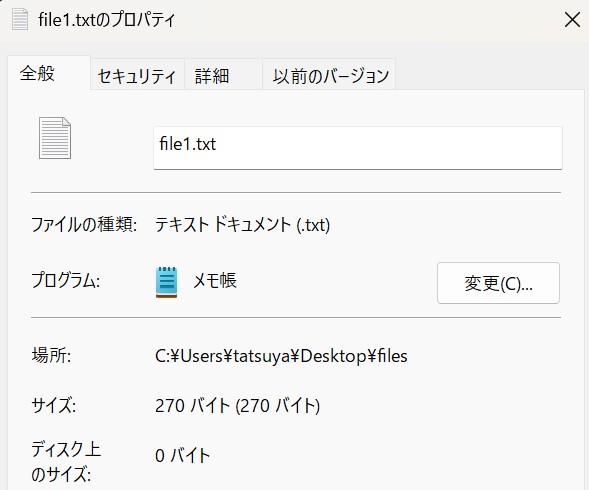 file1.txtのプロパティ
全般 セキュリティ 詳細 以前のバージョン
file1.txt
ファイルの種類: テキスト ドキュメント (.txt)
プログラム: メモ帳 変更(C)...
場所: C:¥Users¥tatsuya¥Desktop¥files
サイズ: 270 バイト (270 バイト)
ディスク上
のサイズ: 0 バイト